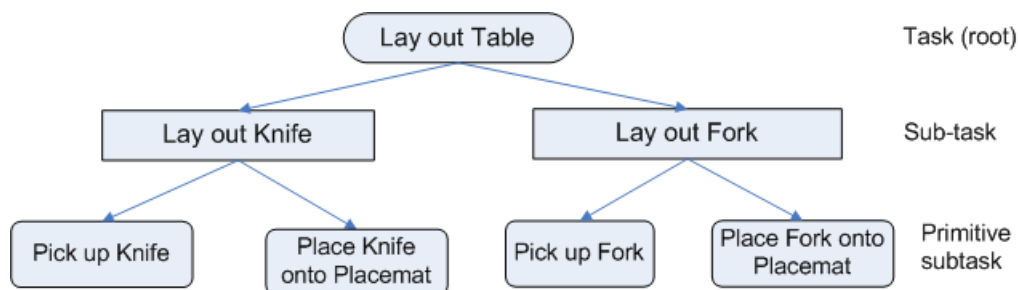 Lay out Table
Task (root)
Lay out Knife
Lay out Fork
Sub-task
Pick up Knife
Place Knife
onto Placemat
Pick up Fork
Place Fork onto
Placemat
Primitive
subtask